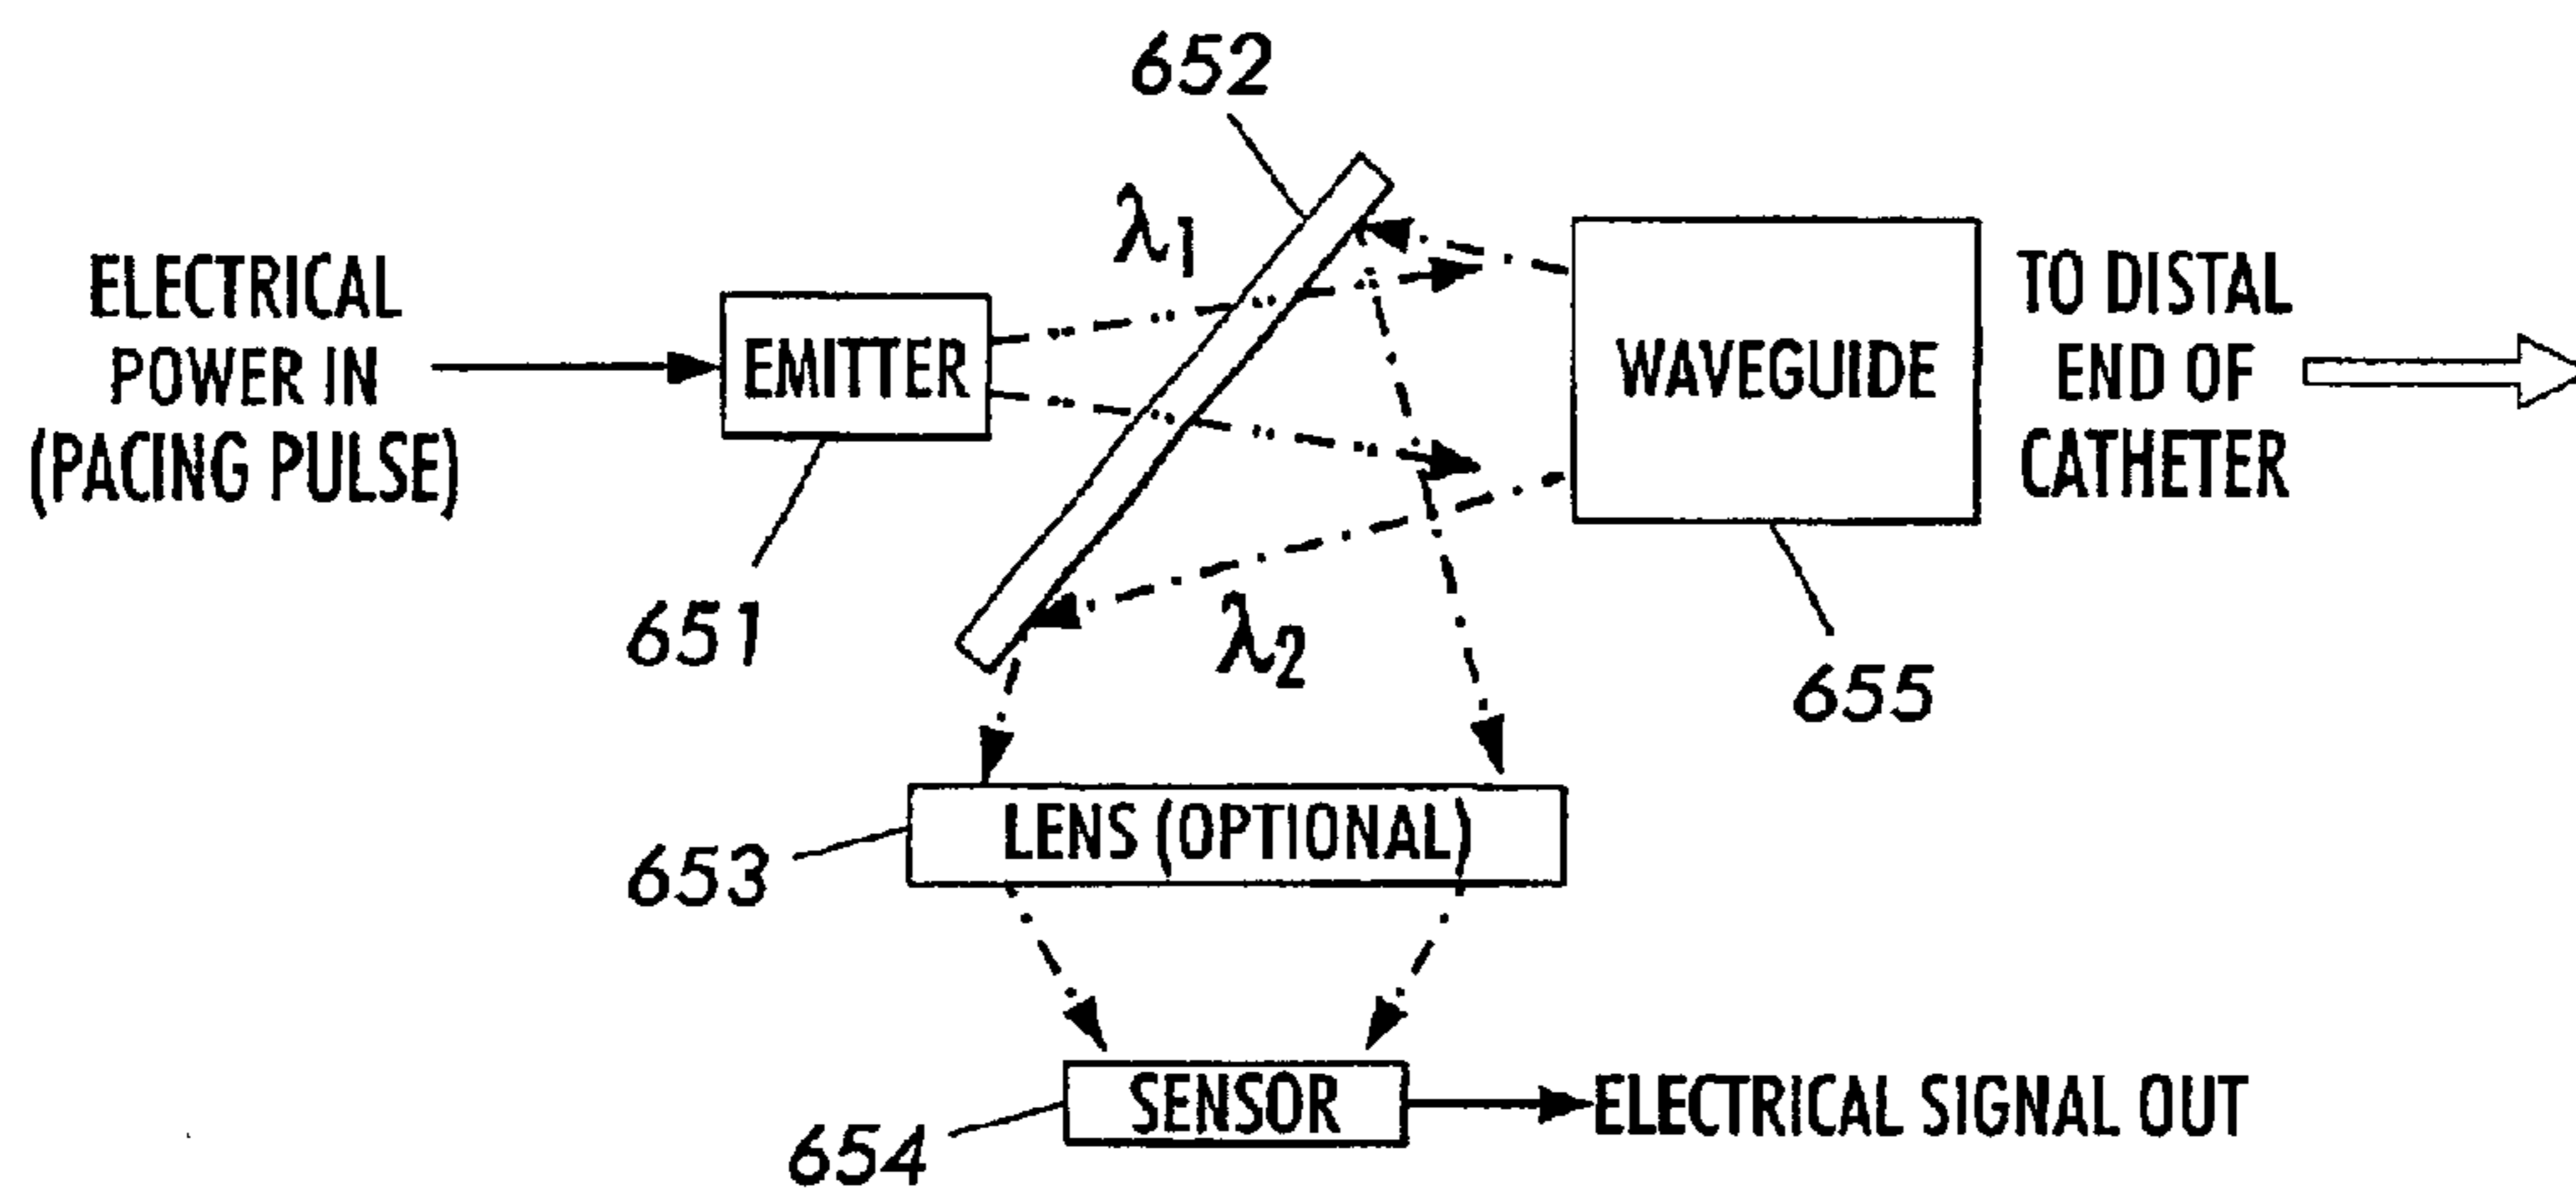 652
λ1
ELECTRICAL
POWER IN
(PACING PULSE)
EMITTER
WAVEGUIDE
TO DISTAL
END OF
CATHETER
651
λ2
655
LENS (OPTIONAL)
653
SENSOR
ELECTRICAL SIGNAL OUT
654